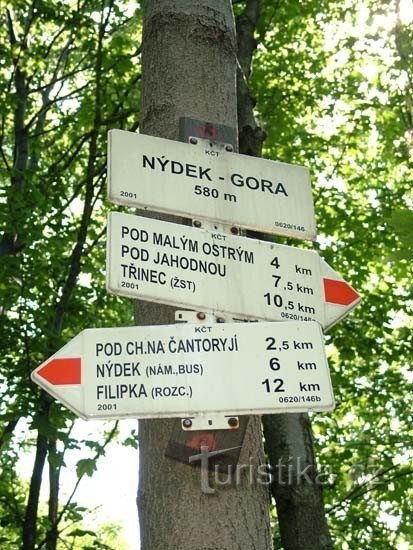 KČT
NÝDEK - GORA
580 m
2001 0620/146
KČT
POD MALÝM OSTRÝM 4 km
POD JAHODNOU 7,5 km
TŘINEC (ŽST) 10,5 km
2001 0620/146a
KČT
POD CH.NA ČANTORYJÍ 2,5 km
NÝDEK (NÁM.,BUS) 6 km
FILIPKA (ROZC.) 12 km
2001 0620/146b
Turistika.cz